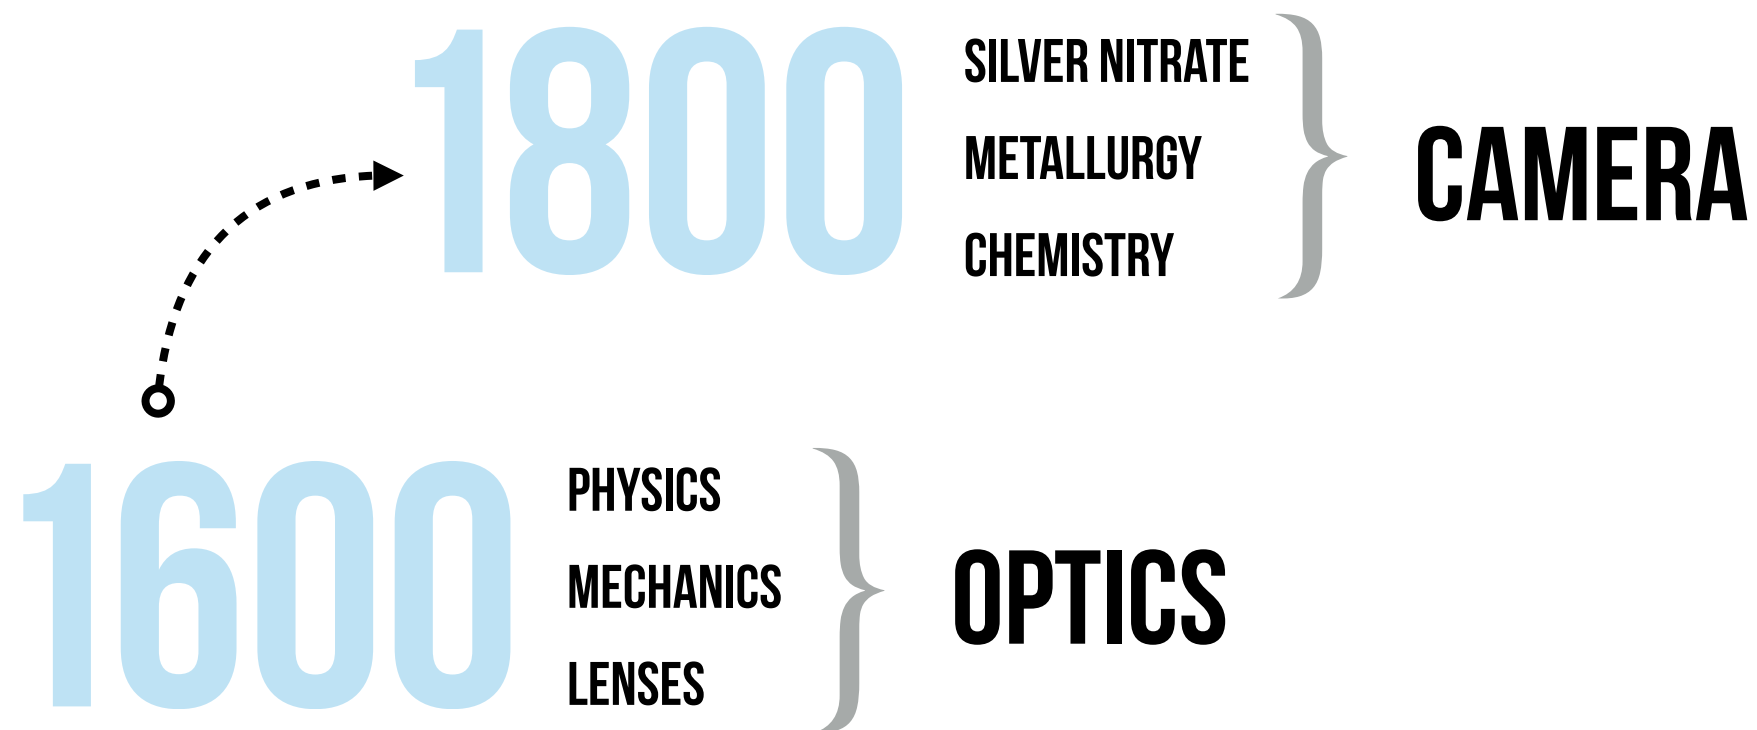 1800
SILVER NITRATE
METALLURGY
CHEMISTRY
CAMERA
1600
PHYSICS
MECHANICS
LENSES
OPTICS